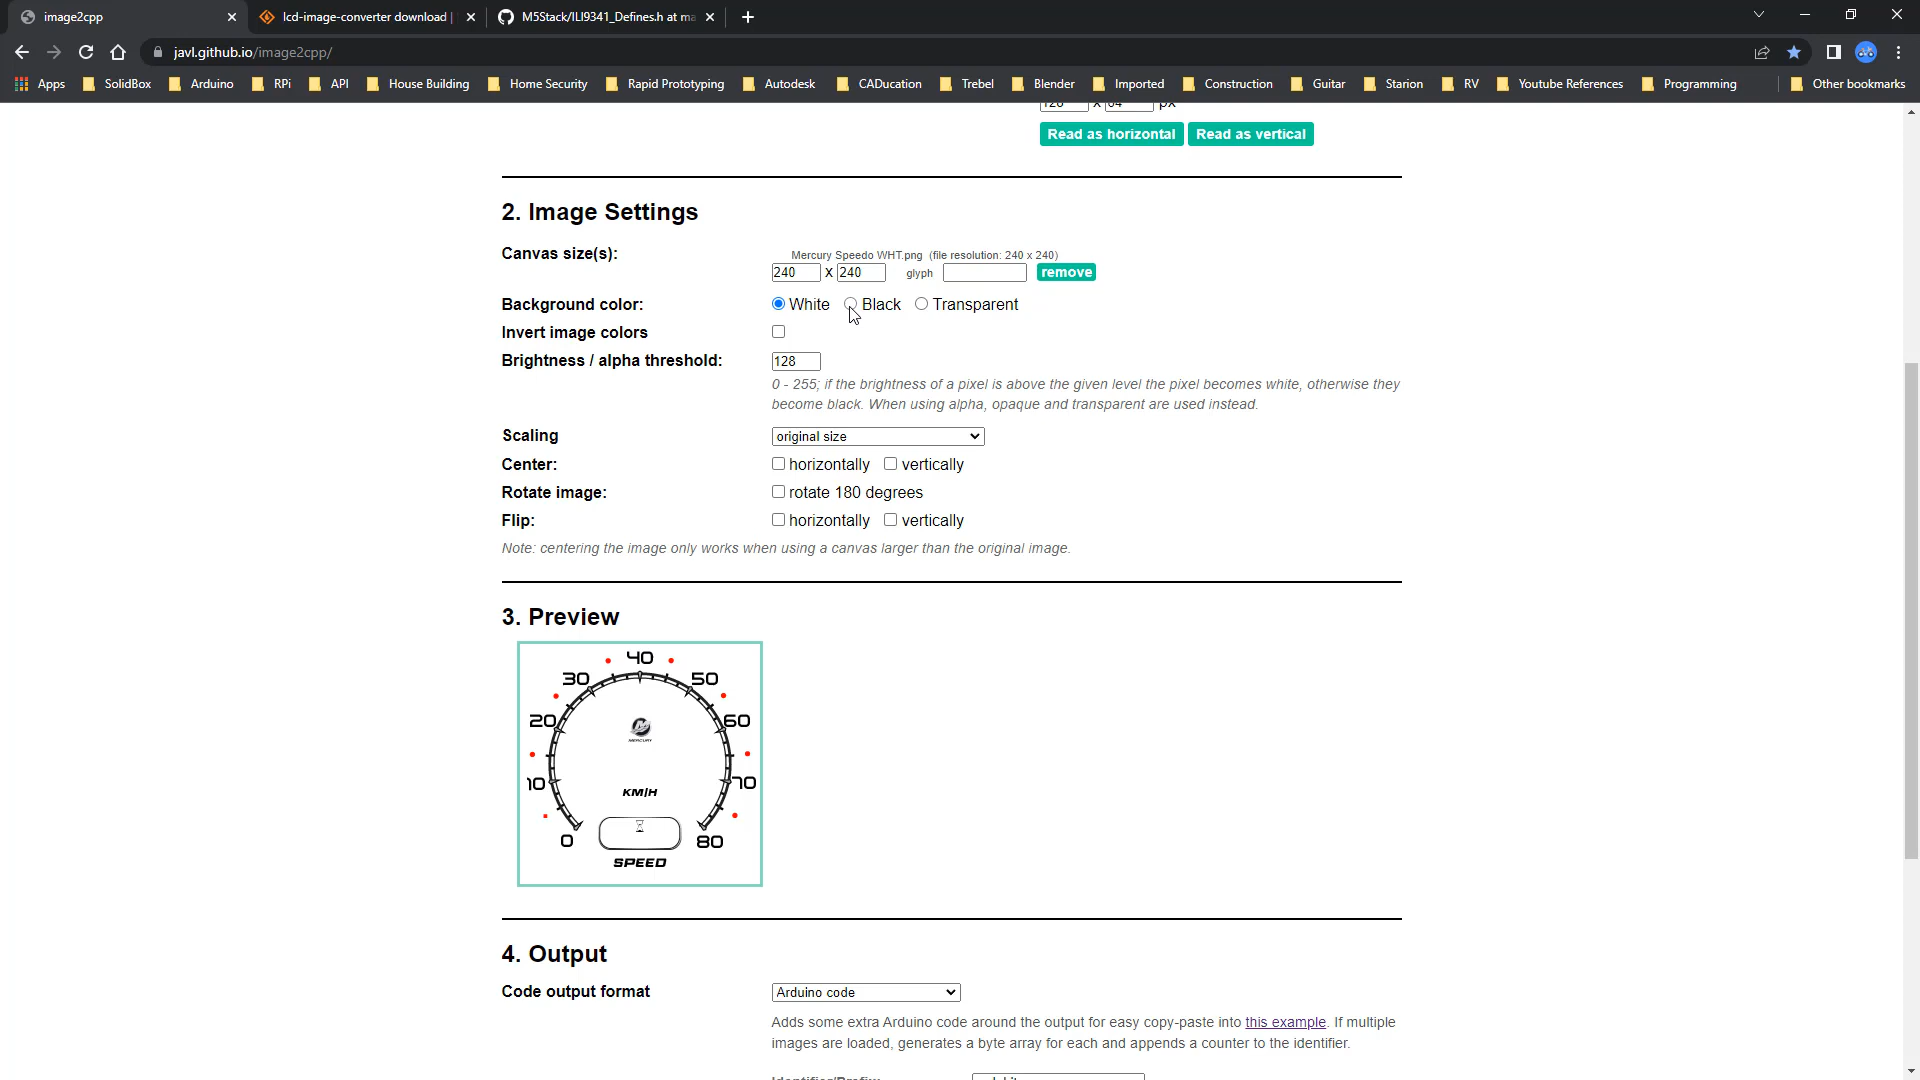 image2cpp
lcd-image-converter download |
M5Stack/ILI9341_Defines.h at ma
javl.github.io/image2cpp/
Apps
SolidBox
Arduino
RPi
API
House Building
Home Security
Rapid Prototyping
Autodesk
CADucation
Trebel
Blender
Imported
Construction
Guitar
Starion
RV
Youtube References
Programming
Other bookmarks
128 x 64 px
Read as horizontal Read as vertical
2. Image Settings
Canvas size(s):
Mercury Speedo WHT.png (file resolution: 240 x 240)
240 x 240 glyph remove
Background color: White Black Transparent
Invert image colors
Brightness / alpha threshold: 128
0 - 255; if the brightness of a pixel is above the given level the pixel becomes white, otherwise they
become black. When using alpha, opaque and transparent are used instead.
Scaling original size
Center: horizontally vertically
Rotate image: rotate 180 degrees
Flip: horizontally vertically
Note: centering the image only works when using a canvas larger than the original image.
3. Preview
40
30 50
20 60
MERCURY
10 70
KM/H
0 80
SPEED
4. Output
Code output format Arduino code
Adds some extra Arduino code around the output for easy copy-paste into this example. If multiple
images are loaded, generates a byte array for each and appends a counter to the identifier.